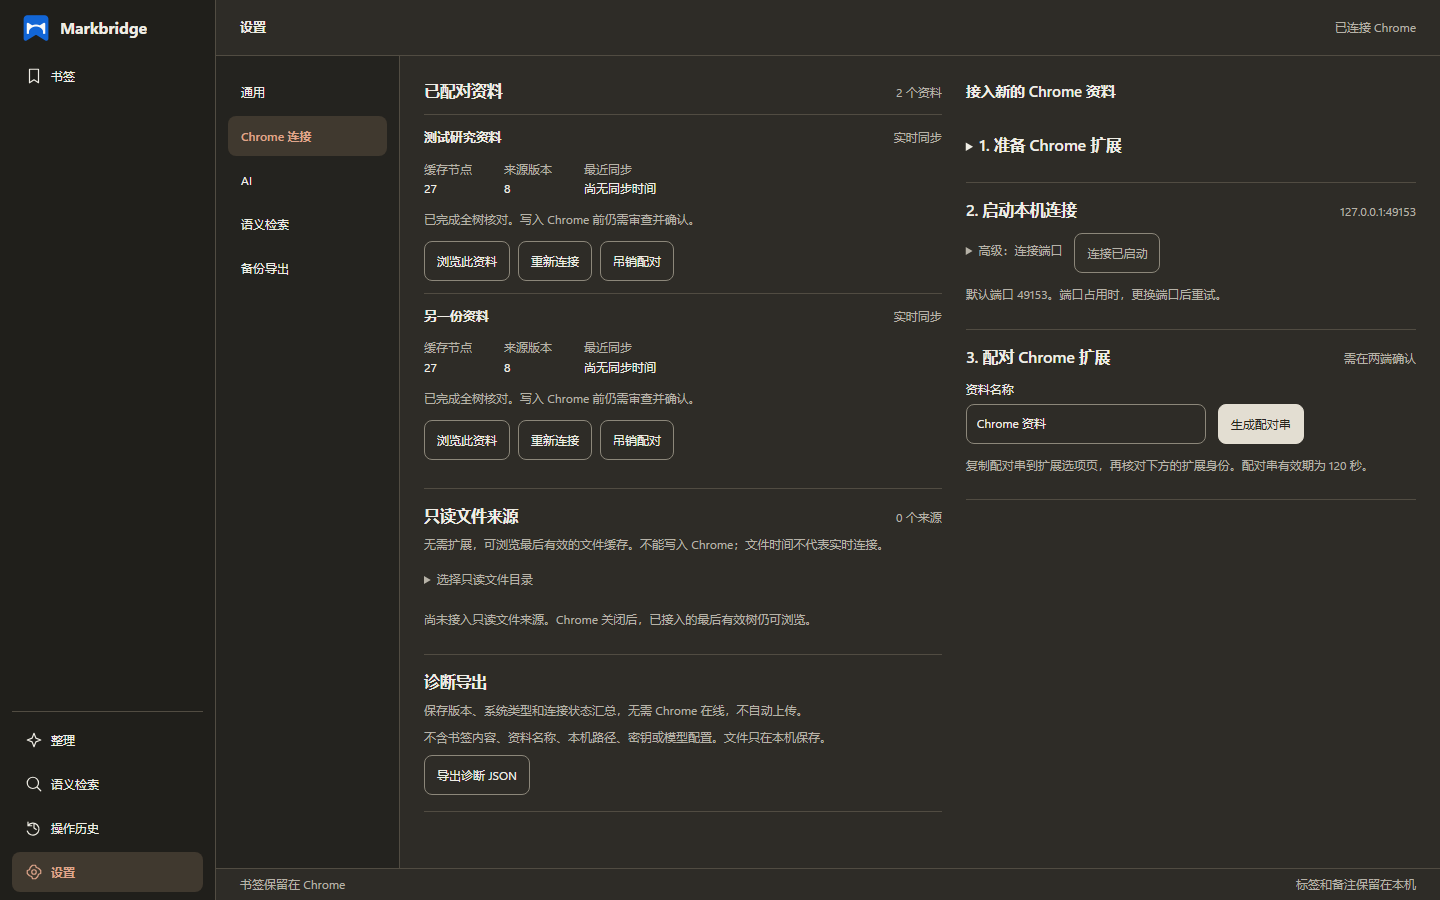 Markbridge
书签
整理
语义检索
操作历史
设置
设置
已连接 Chrome
通用
Chrome 连接
AI
语义检索
备份导出
已配对资料
2 个资料
测试研究资料
实时同步
缓存节点 来源版本 最近同步
27 8 尚无同步时间
已完成全树核对。写入 Chrome 前仍需审查并确认。
浏览此资料 重新连接 吊销配对
另一份资料
实时同步
缓存节点 来源版本 最近同步
27 8 尚无同步时间
已完成全树核对。写入 Chrome 前仍需审查并确认。
浏览此资料 重新连接 吊销配对
只读文件来源
0 个来源
无需扩展，可浏览最后有效的文件缓存。不能写入 Chrome；文件时间不代表实时连接。
选择只读文件目录
尚未接入只读文件来源。Chrome 关闭后，已接入的最后有效树仍可浏览。
诊断导出
保存版本、系统类型和连接状态汇总，无需 Chrome 在线，不自动上传。
不含书签内容、资料名称、本机路径、密钥或模型配置。文件只在本机保存。
导出诊断 JSON
接入新的 Chrome 资料
1. 准备 Chrome 扩展
2. 启动本机连接
127.0.0.1:49153
高级：连接端口 连接已启动
默认端口 49153。端口占用时，更换端口后重试。
3. 配对 Chrome 扩展
需在两端确认
资料名称
Chrome 资料 生成配对串
复制配对串到扩展选项页，再核对下方的扩展身份。配对串有效期为 120 秒。
书签保留在 Chrome
标签和备注保留在本机